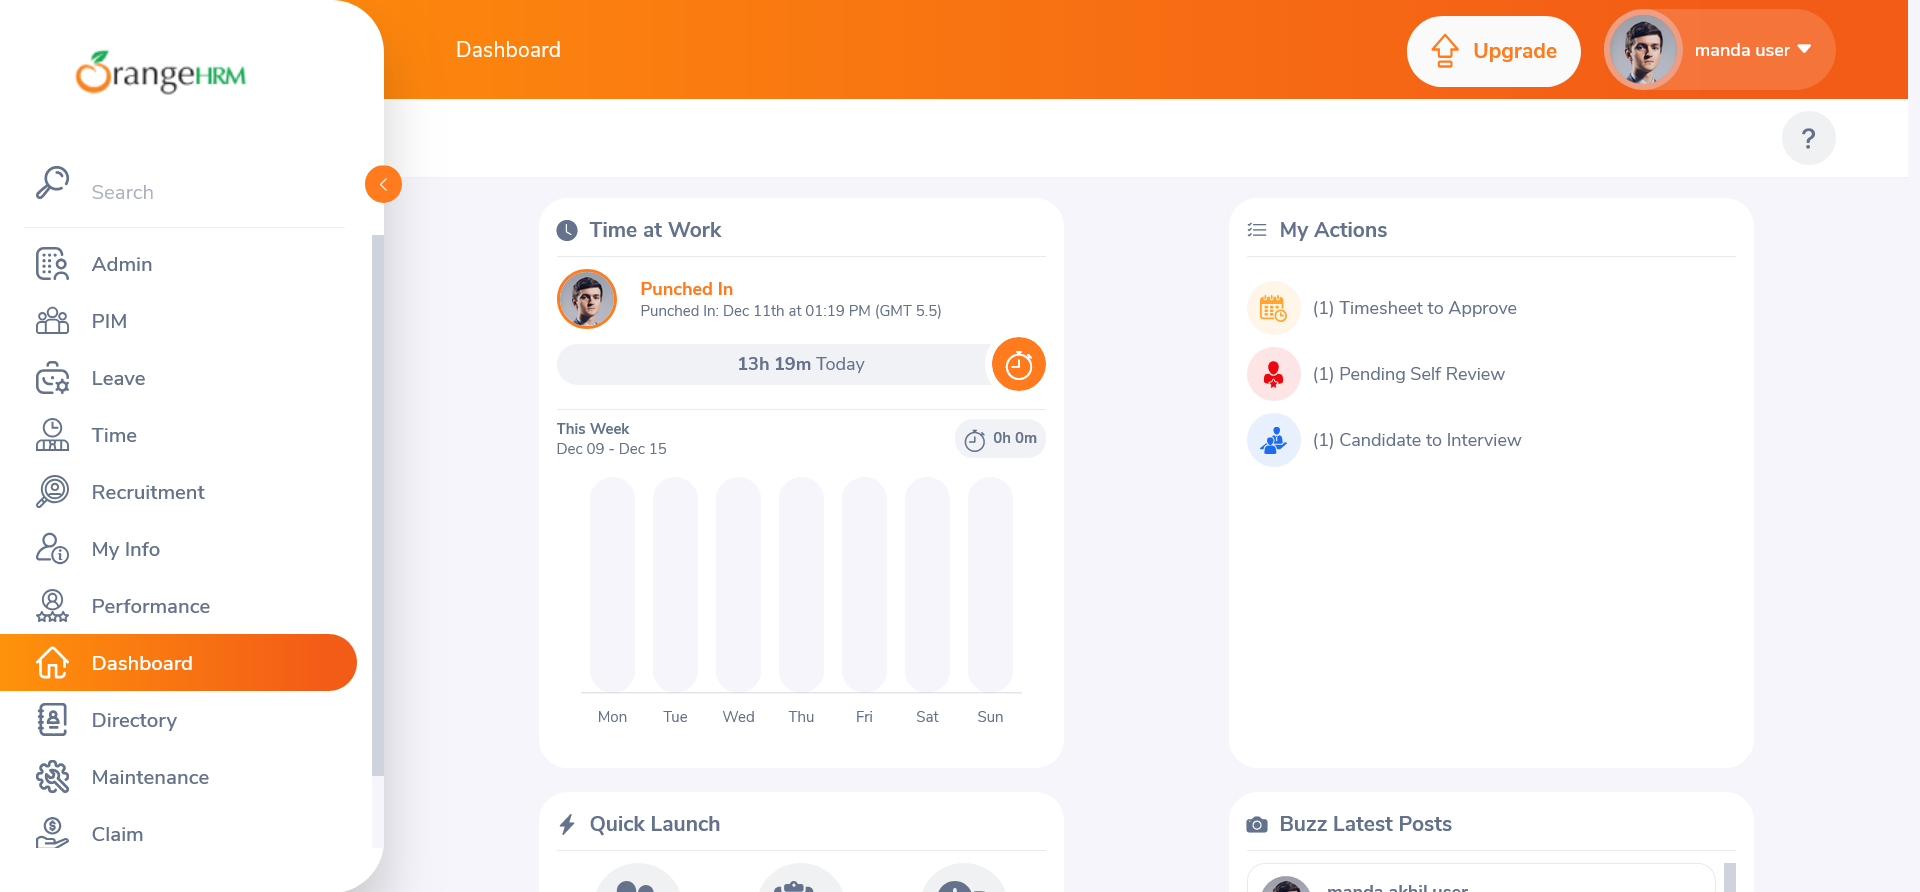 Dashboard
Upgrade
manda user
OrangeHRM
?
Search
Admin
PIM
Leave
Time
Recruitment
My Info
Performance
Dashboard
Directory
Maintenance
Claim
Time at Work
Punched In
Punched In: Dec 11th at 01:19 PM (GMT 5.5)
13h 19m Today
This Week
Dec 09 - Dec 15
0h 0m
Mon Tue Wed Thu Fri Sat Sun
My Actions
(1) Timesheet to Approve
(1) Pending Self Review
(1) Candidate to Interview
Quick Launch
Buzz Latest Posts
manda akhil user